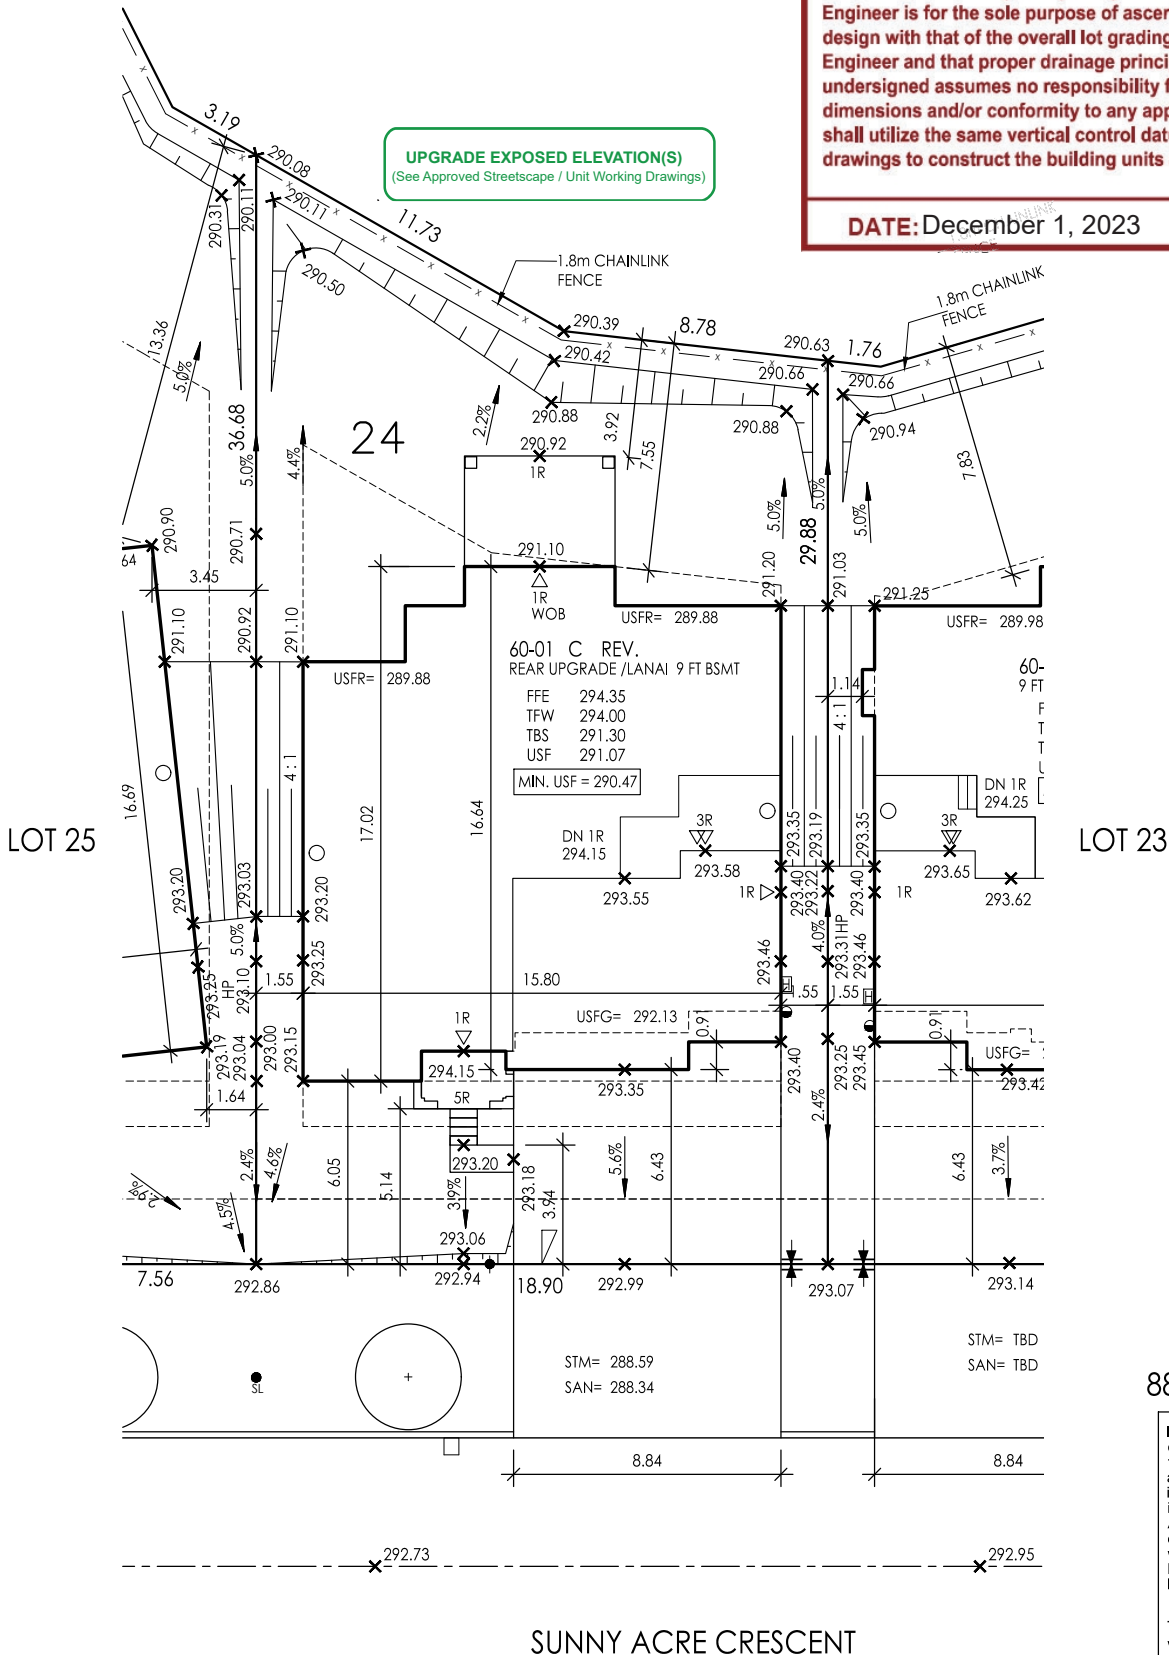 Engineer is for the sole purpose of
design with that of the overall lot grading
Engineer and that proper drainage
undersigned assumes no responsibility
dimensions and/or conformity to any
shall utilize the same vertical control
drawings to construct the building units
DATE: December 1, 2023
UPGRADE EXPOSED ELEVATION(S)
(See Approved Streetscape / Unit Working Drawings)
3.19
290.08
290.11
290.31
290.11
290.50
11.73
1.8m CHAINLINK
FENCE
1.8m CHAINLINK
FENCE
290.39
8.78
290.63
1.76
290.42
290.66
290.66
13.36
5.0%
36.68
5.0%
4.4%
24
2.2%
290.88
290.92
1R
3.92
7.55
290.88
290.94
7.83
5.0%
5.0%
29.88
5.0%
290.90
64
290.71
3.45
291.10
290.92
291.10
291.10
1R
WOB
291.20
291.03
291.25
USFR= 289.88
USFR= 289.98
USFR= 289.88
60-01 C REV.
REAR UPGRADE /LANAI 9 FT BSMT
FFE 294.35
TFW 294.00
TBS 291.30
USF 291.07
MIN. USF = 290.47
60-
9 FT
1.14
4:1
4:1
16.69
17.02
16.64
LOT 25
LOT 23
DN 1R
294.15
DN 1R
294.25
3R
293.58
3R
293.65
293.55
293.62
293.35
293.19
293.35
293.40
293.22
293.40
1R
1R
293.20
293.03
293.20
5.0%
293.25
293.25
HP
293.10
1.55
15.80
293.46
4.0%
293.31HP
293.46
1.55
1.55
H
H
USFG= 292.13
0.91
0.91
USFG=
293.19
293.04
293.00
293.15
1R
294.15
293.35
293.40
293.25
293.45
293.42
1.64
5R
293.20
293.18
2.4%
4.6%
6.05
5.14
3.9%
3.94
5.6%
6.43
2.4%
6.43
3.7%
2.9%
4.5%
293.06
292.94
7.56
292.86
18.90
292.99
293.07
293.14
STM= 288.59
SAN= 288.34
STM= TBD
SAN= TBD
SL
88
8.84
8.84
292.73
292.95
SUNNY ACRE CRESCENT